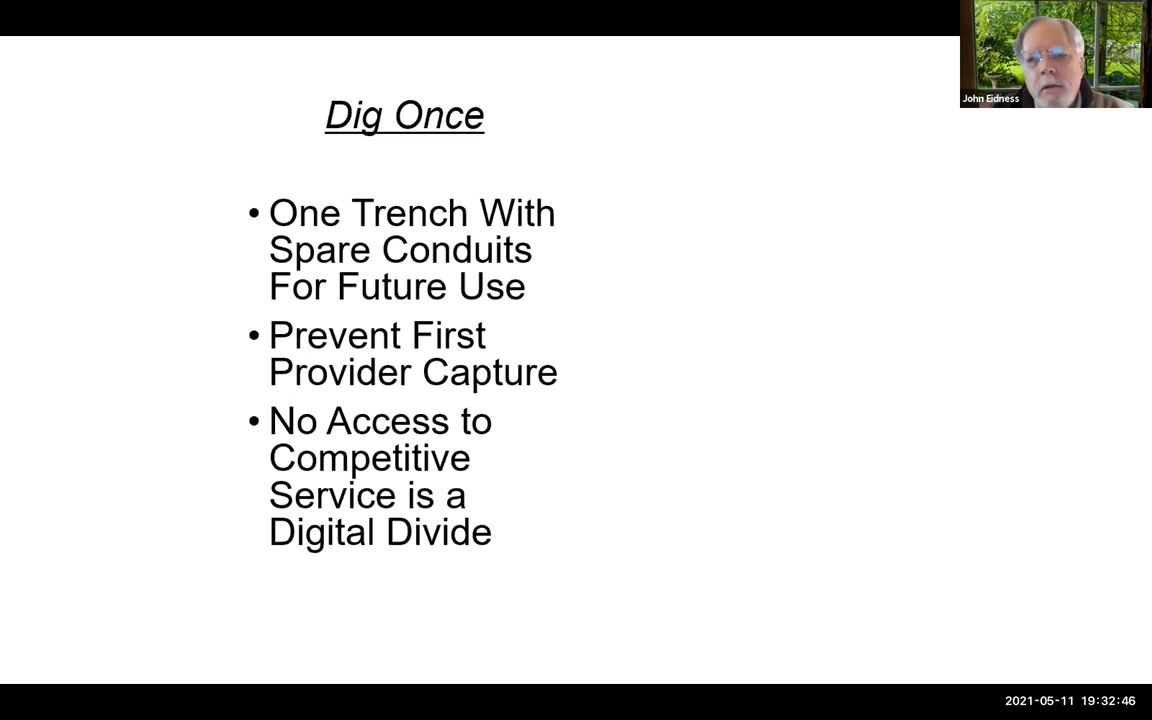 John Eidness
Dig Once
• One Trench With
Spare Conduits
For Future Use
• Prevent First
Provider Capture
• No Access to
Competitive
Service is a
Digital Divide
2021-05-11 19:32:46